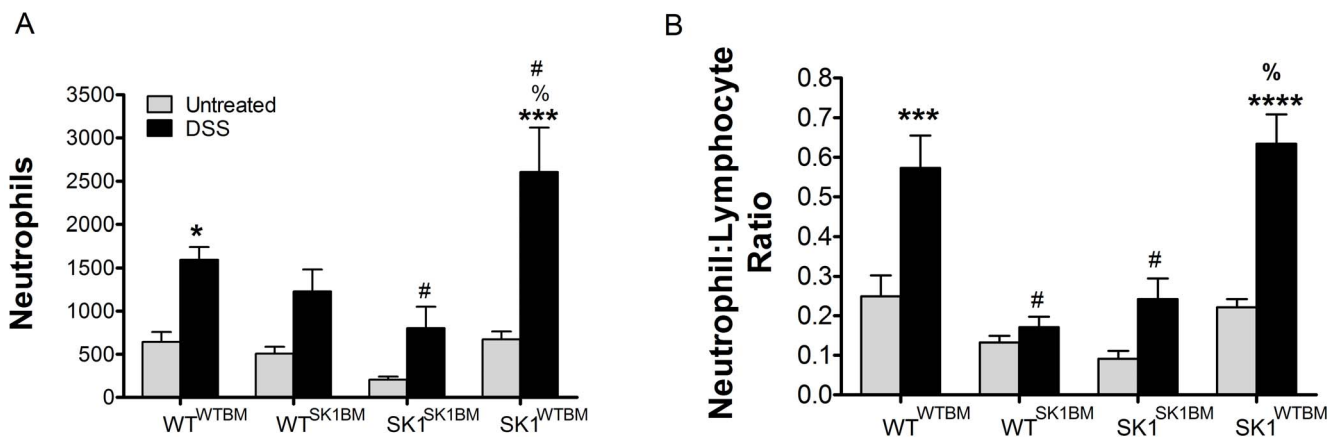 A
Neutrophils
3500
3000
2500
2000
1500
1000
500
0
Untreated
DSS
*
#
#
%
***
WT^WTBM
WT^SK1BM
SK1^SK1BM
SK1^WTBM
B
Neutrophil:Lymphocyte
Ratio
0.8
0.7
0.6
0.5
0.4
0.3
0.2
0.1
0.0
***
#
#
%
****
WT^WTBM
WT^SK1BM
SK1^SK1BM
SK1^WTBM